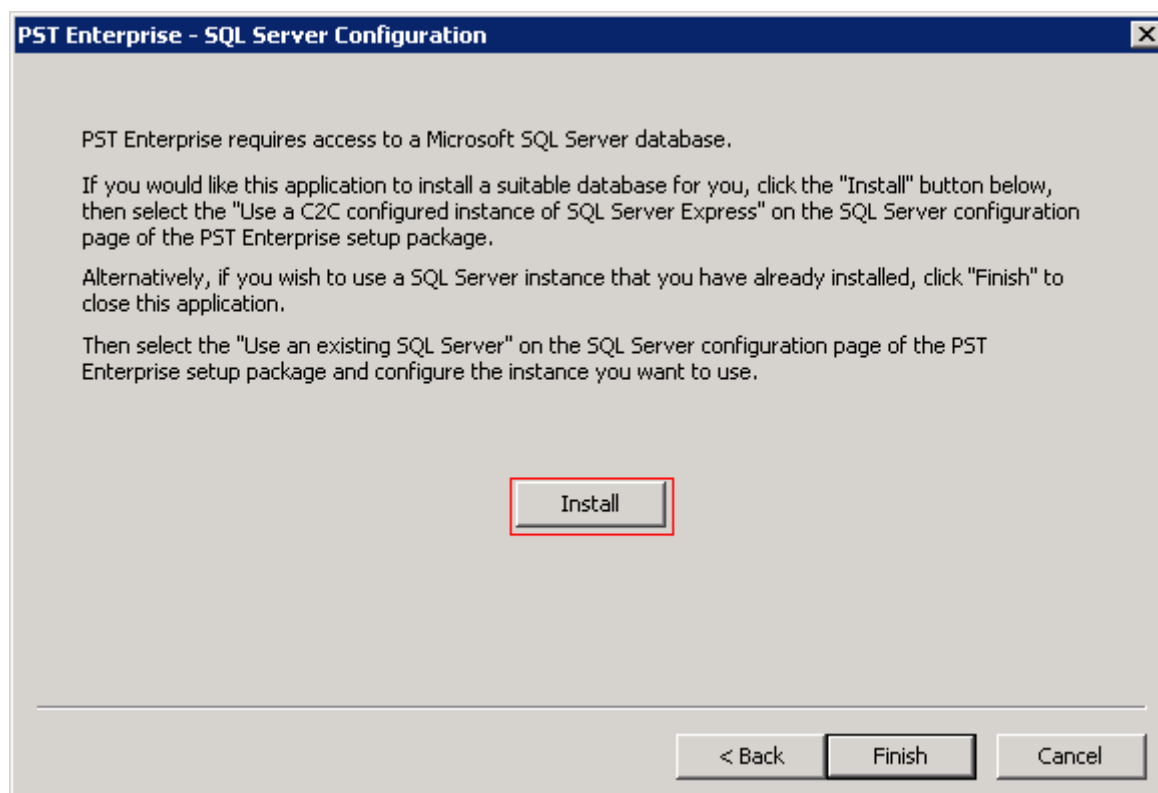 PST Enterprise - SQL Server Configuration
PST Enterprise requires access to a Microsoft SQL Server database.
If you would like this application to install a suitable database for you, click the "Install" button below,
then select the "Use a C2C configured instance of SQL Server Express" on the SQL Server configuration
page of the PST Enterprise setup package.
Alternatively, if you wish to use a SQL Server instance that you have already installed, click "Finish" to
close this application.
Then select the "Use an existing SQL Server" on the SQL Server configuration page of the PST
Enterprise setup package and configure the instance you want to use.
Install
< Back Finish Cancel